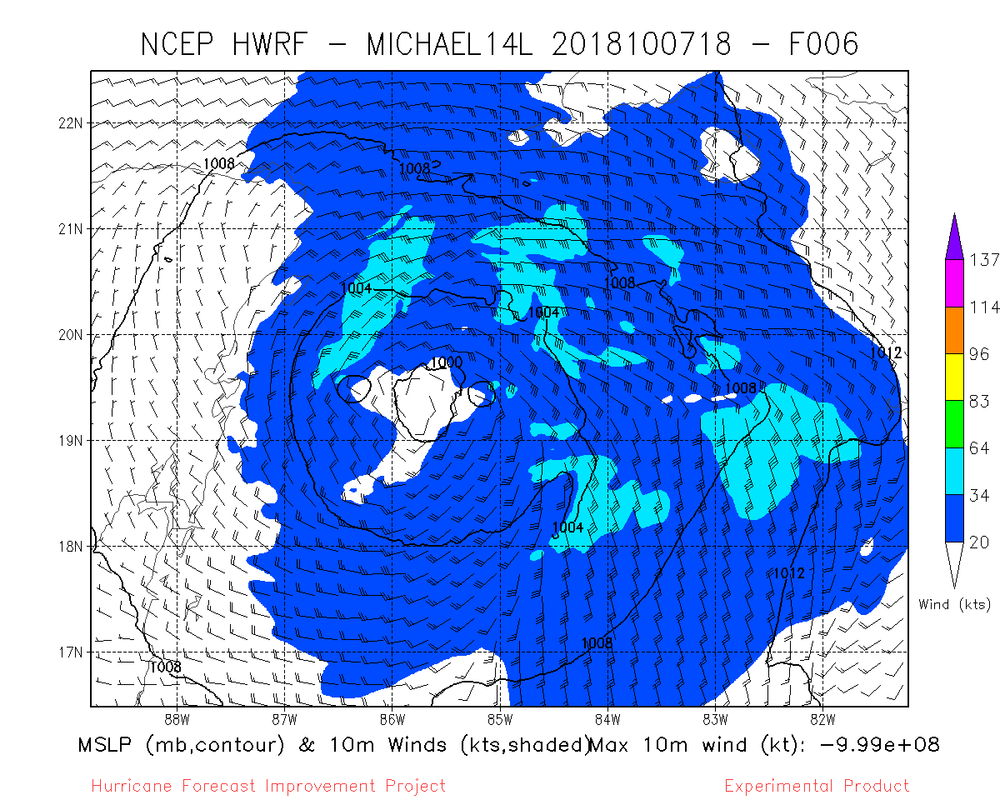 NCEP HWRF – MICHAEL14L 2018100718 – F006
22N
21N
20N
19N
18N
17N
88W 87W 86W 85W 84W 83W 82W
1008
1008
1008
1004
1004
1012
1000
1008
1004
1012
1008
1008
137
114
96
83
64
34
20
Wind (kts)
MSLP (mb,contour) & 10m Winds (kts,shaded)
Max 10m wind (kt): −9.99e+08
Hurricane Forecast Improvement Project
Experimental Product